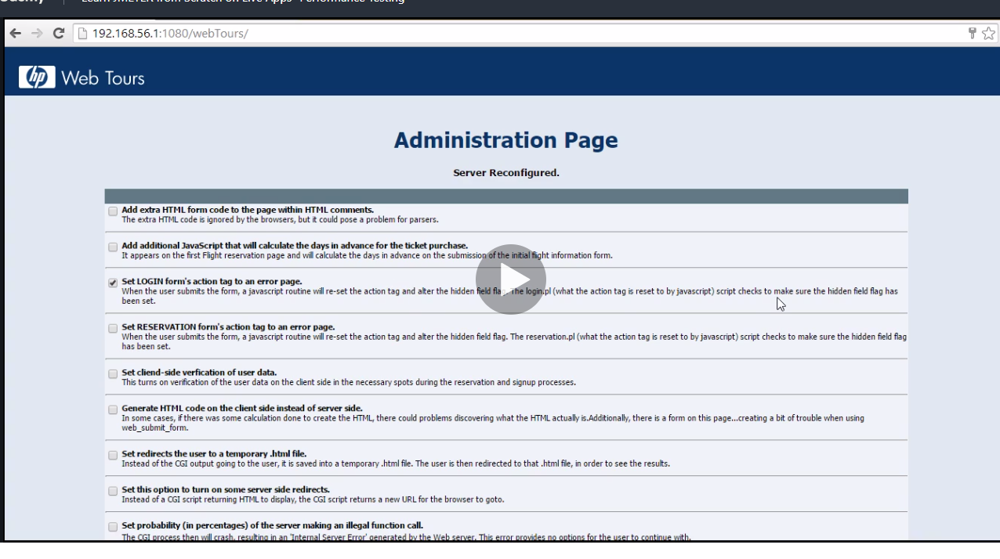 Learn JMETER from Scratch on Live Apps - Performance Testing
192.168.56.1:1080/webTours/
hp Web Tours
Administration Page
Server Reconfigured.
Add extra HTML form code to the page within HTML comments.
The extra HTML code is ignored by the browsers, but it could pose a problem for parsers.
Add additional JavaScript that will calculate the days in advance for the ticket purchase.
It appears on the first Flight reservation page and will calculate the days in advance on the submission of the initial flight information form.
Set LOGIN form's action tag to an error page.
When the user submits the form, a javascript routine will re-set the action tag and alter the hidden field flag. The login.pl (what the action tag is reset to by javascript) script checks to make sure the hidden field flag has
been set.
Set RESERVATION form's action tag to an error page.
When the user submits the form, a javascript routine will re-set the action tag and alter the hidden field flag. The reservation.pl (what the action tag is reset to by javascript) script checks to make sure the hidden field flag
has been set.
Set cliend-side verfication of user data.
This turns on verification of the user data on the client side in the necessary spots during the reservation and signup processes.
Generate HTML code on the client side instead of server side.
In some cases, if there was some calculation done to create the HTML, there could problems discovering what the HTML actually is.Additionally, there is a form on this page...creating a bit of trouble when using
web_submit_form.
Set redirects the user to a temporary .html file.
Instead of the CGI output going to the user, it is saved into a temporary .html file. The user is then redirected to that .html file, in order to see the results.
Set this option to turn on some server side redirects.
Instead of a CGI script returning HTML to display, the CGI script returns a new URL for the browser to goto.
Set probability (in percentages) of the server making an illegal function call.
The CGI process then will crash, resulting in an 'Internal Server Error' generated by the Web server. This error provides no options for the user to continue with.